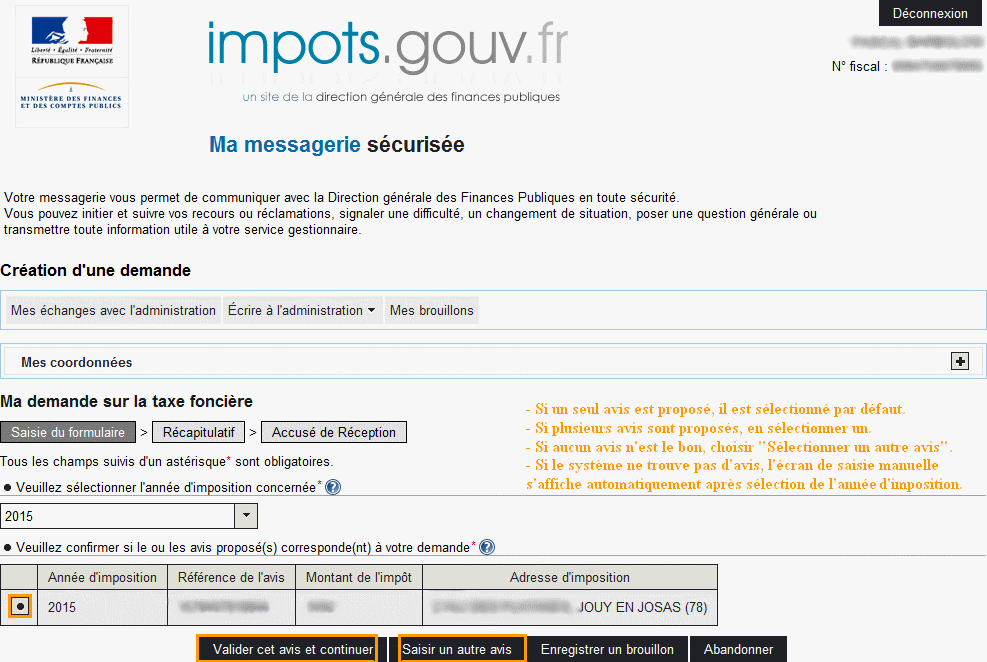 Déconnexion
Liberté • Égalité • Fraternité
RÉPUBLIQUE FRANÇAISE
impots.gouv.fr
N° fiscal :
MINISTÈRE DES FINANCES
ET DES COMPTES PUBLICS
un site de la direction générale des finances publiques
Ma messagerie sécurisée
Votre messagerie vous permet de communiquer avec la Direction générale des Finances Publiques en toute sécurité.
Vous pouvez initier et suivre vos recours ou réclamations, signaler une difficulté, un changement de situation, poser une question générale ou
transmettre toute information utile à votre service gestionnaire.
Création d'une demande
Mes échanges avec l'administration Écrire à l'administration Mes brouillons
Mes coordonnées
Ma demande sur la taxe foncière
- Si un seul avis est proposé, il est sélectionné par défaut.
- Si plusieurs avis sont proposés, en sélectionner un.
- Si aucun avis n'est le bon, choisir "Sélectionner un autre avis".
- Si le système ne trouve pas d'avis, l'écran de saisie manuelle
s'affiche automatiquement après sélection de l'année d'imposition.
Saisie du formulaire > Récapitulatif > Accusé de Réception
Tous les champs suivis d'un astérisque* sont obligatoires.
● Veuillez sélectionner l'année d'imposition concernée* ?
2015
● Veuillez confirmer si le ou les avis proposé(s) corresponde(nt) à votre demande* ?
Année d'imposition Référence de l'avis Montant de l'impôt Adresse d'imposition
2015 JOUY EN JOSAS (78)
Valider cet avis et continuer Saisir un autre avis Enregistrer un brouillon Abandonner